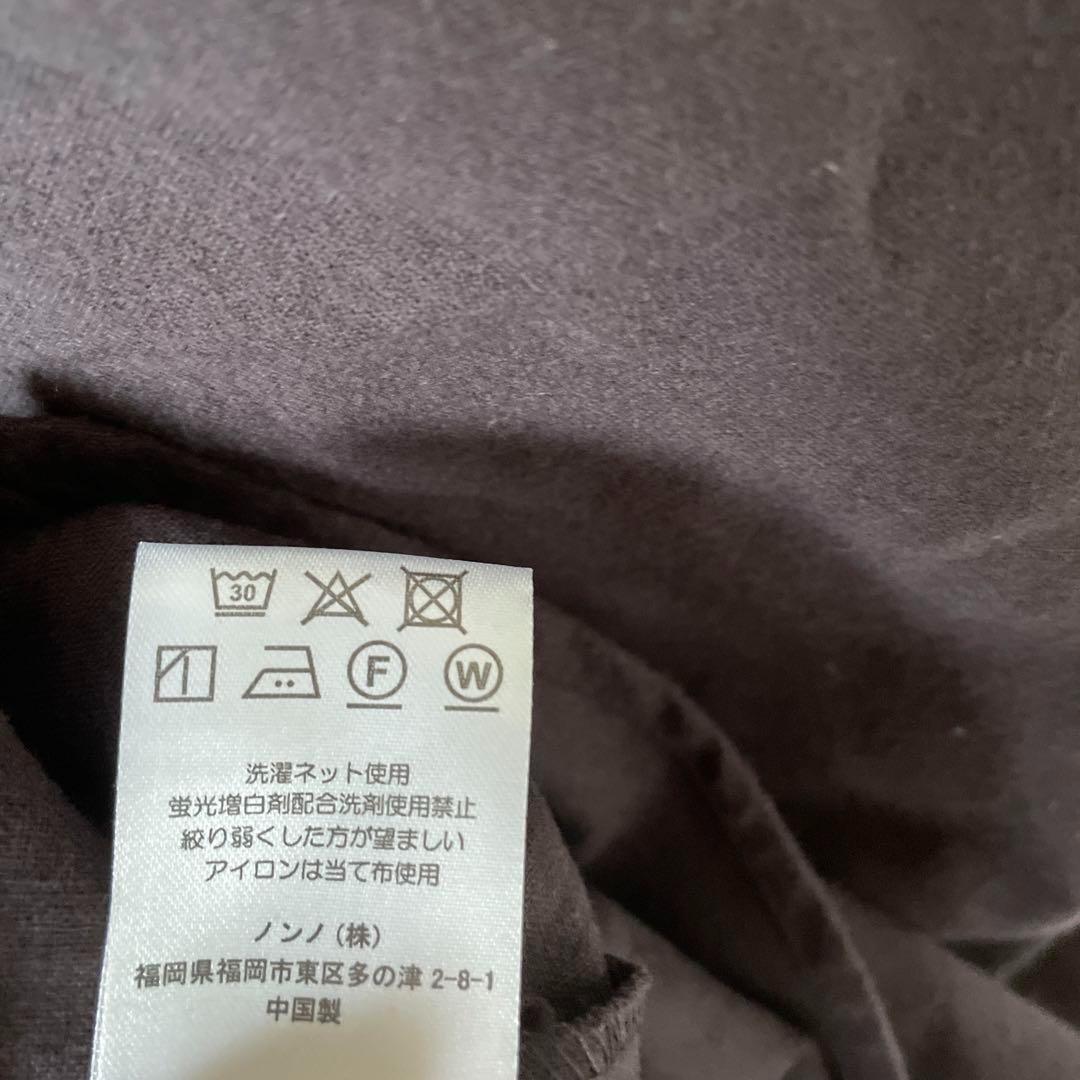 30
F W
洗濯ネット使用
蛍光増白剤配合洗剤使用禁止
絞り弱くした方が望ましい
アイロンは当て布使用
ノンノ(株)
福岡県福岡市東区多の津 2-8-1
中国製